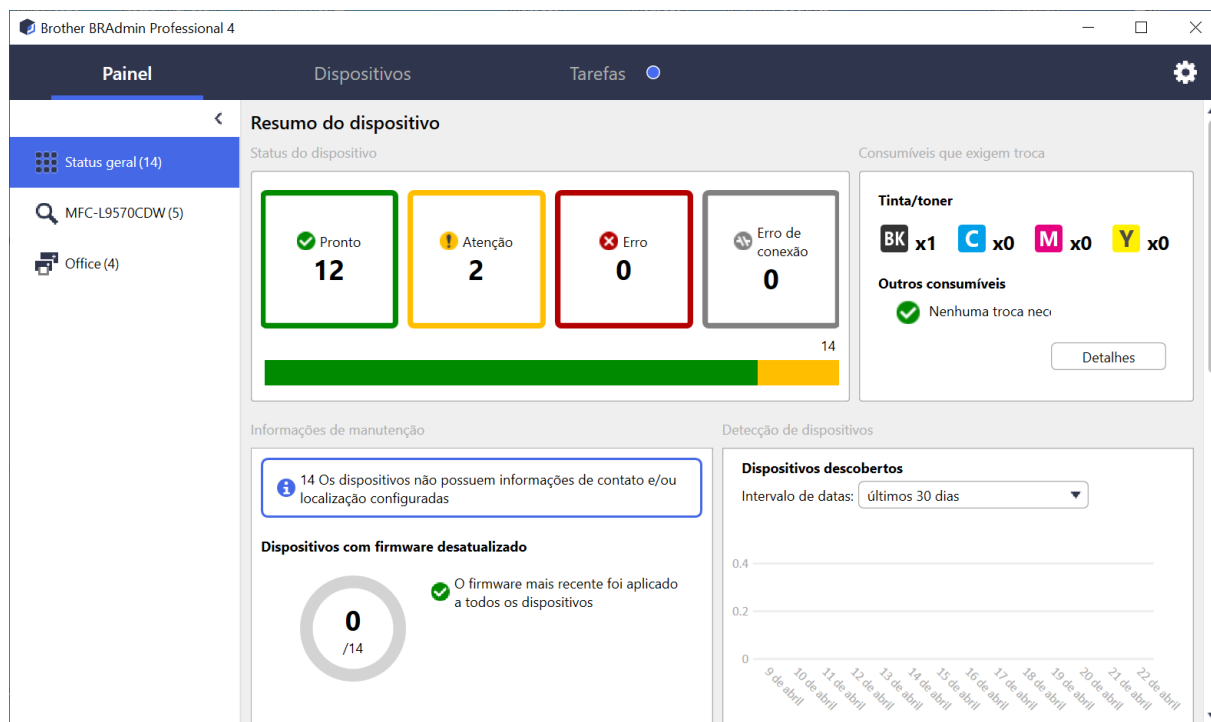 Brother BRAdmin Professional 4
Painel
Dispositivos
Tarefas
Status geral (14)
MFC-L9570CDW (5)
Office (4)
Resumo do dispositivo
Status do dispositivo
Pronto
12
Atenção
2
Erro
0
Erro de
conexão
0
14
Consumíveis que exigem troca
Tinta/toner
BK x1 C x0 M x0 Y x0
Outros consumíveis
Nenhuma troca nece
Detalhes
Informações de manutenção
14 Os dispositivos não possuem informações de contato e/ou
localização configuradas
Dispositivos com firmware desatualizado
0
/14
O firmware mais recente foi aplicado
a todos os dispositivos
Detecção de dispositivos
Dispositivos descobertos
Intervalo de datas: últimos 30 dias
0.4
0.2
0
9 de abril
10 de abril
11 de abril
12 de abril
13 de abril
14 de abril
15 de abril
16 de abril
17 de abril
18 de abril
19 de abril
20 de abril
21 de abril
22 de abril